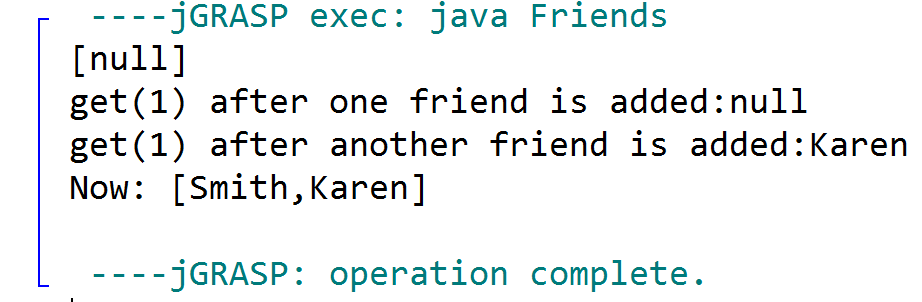 ----jGRASP exec: java Friends
[null]
get(1) after one friend is added:null
get(1) after another friend is added:Karen
Now: [Smith,Karen]
----jGRASP: operation complete.